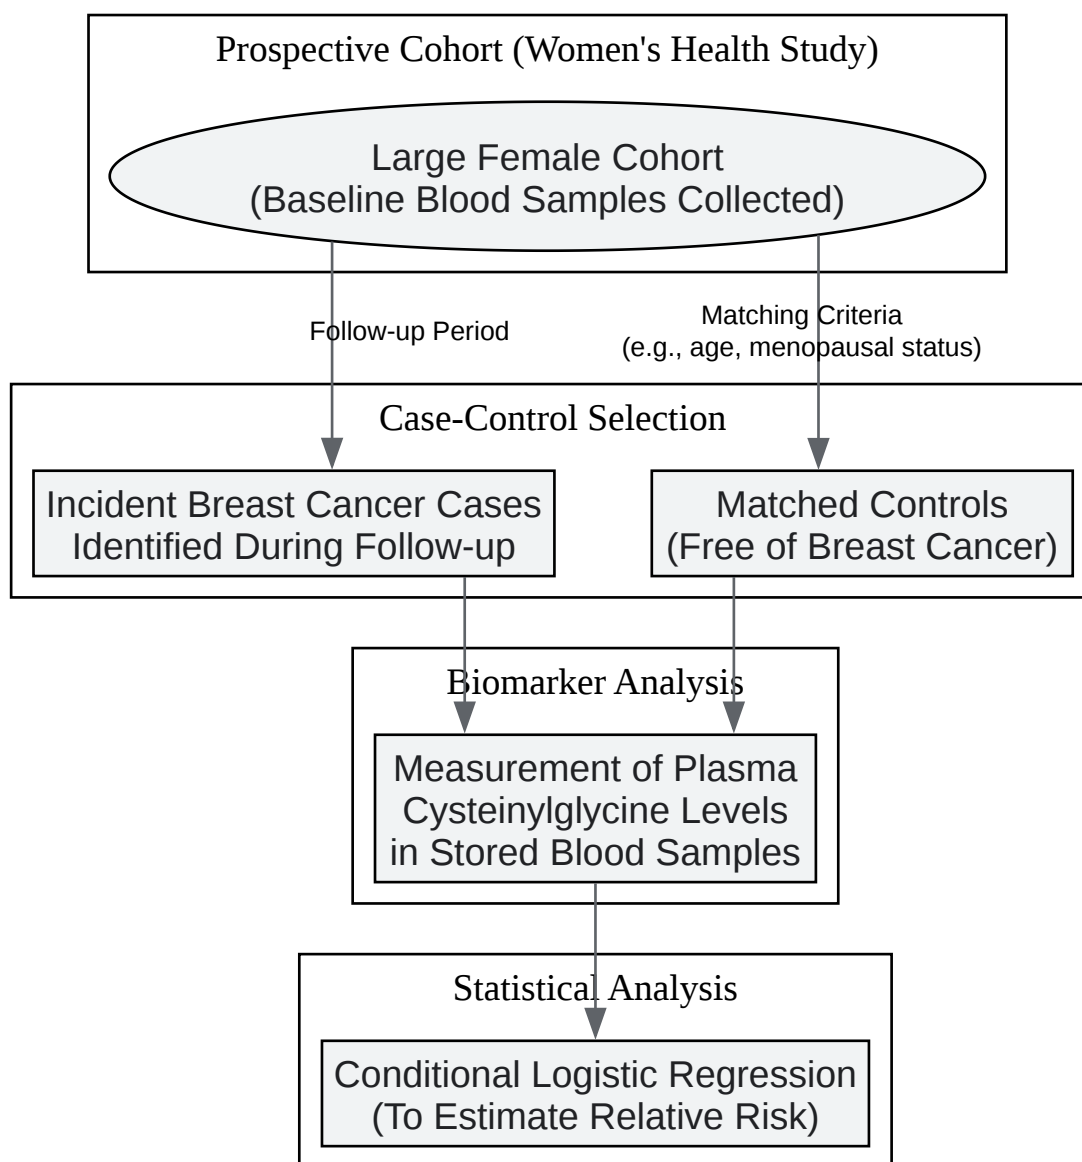 Prospective Cohort (Women's Health Study)
Large Female Cohort
(Baseline Blood Samples Collected)
Follow-up Period
Matching Criteria
(e.g., age, menopausal status)
Case-Control Selection
Incident Breast Cancer Cases
Identified During Follow-up
Matched Controls
(Free of Breast Cancer)
Biomarker Analysis
Measurement of Plasma
Cysteinylglycine Levels
in Stored Blood Samples
Statistical Analysis
Conditional Logistic Regression
(To Estimate Relative Risk)